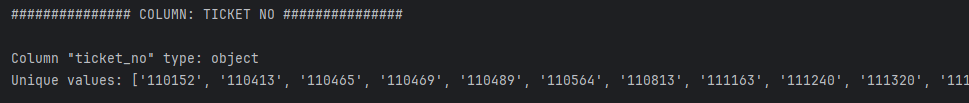 ############### COLUMN: TICKET NO ###############
Column "ticket_no" type: object
Unique values: ['110152', '110413', '110465', '110469', '110489', '110564', '110813', '111163', '111240', '111320', '111